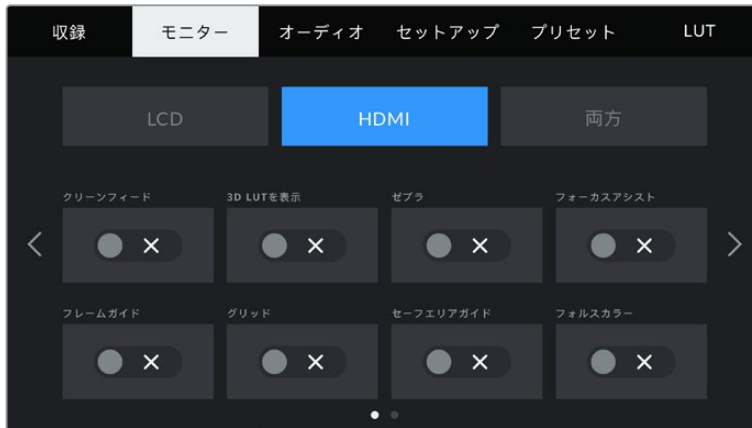 収録 モニター オーディオ セットアップ プリセット LUT
LCD HDMI 両方
クリーンフィード 3D LUTを表示 ゼブラ フォーカスアシスト
フレームガイド グリッド セーフエリアガイド フォルスカラー